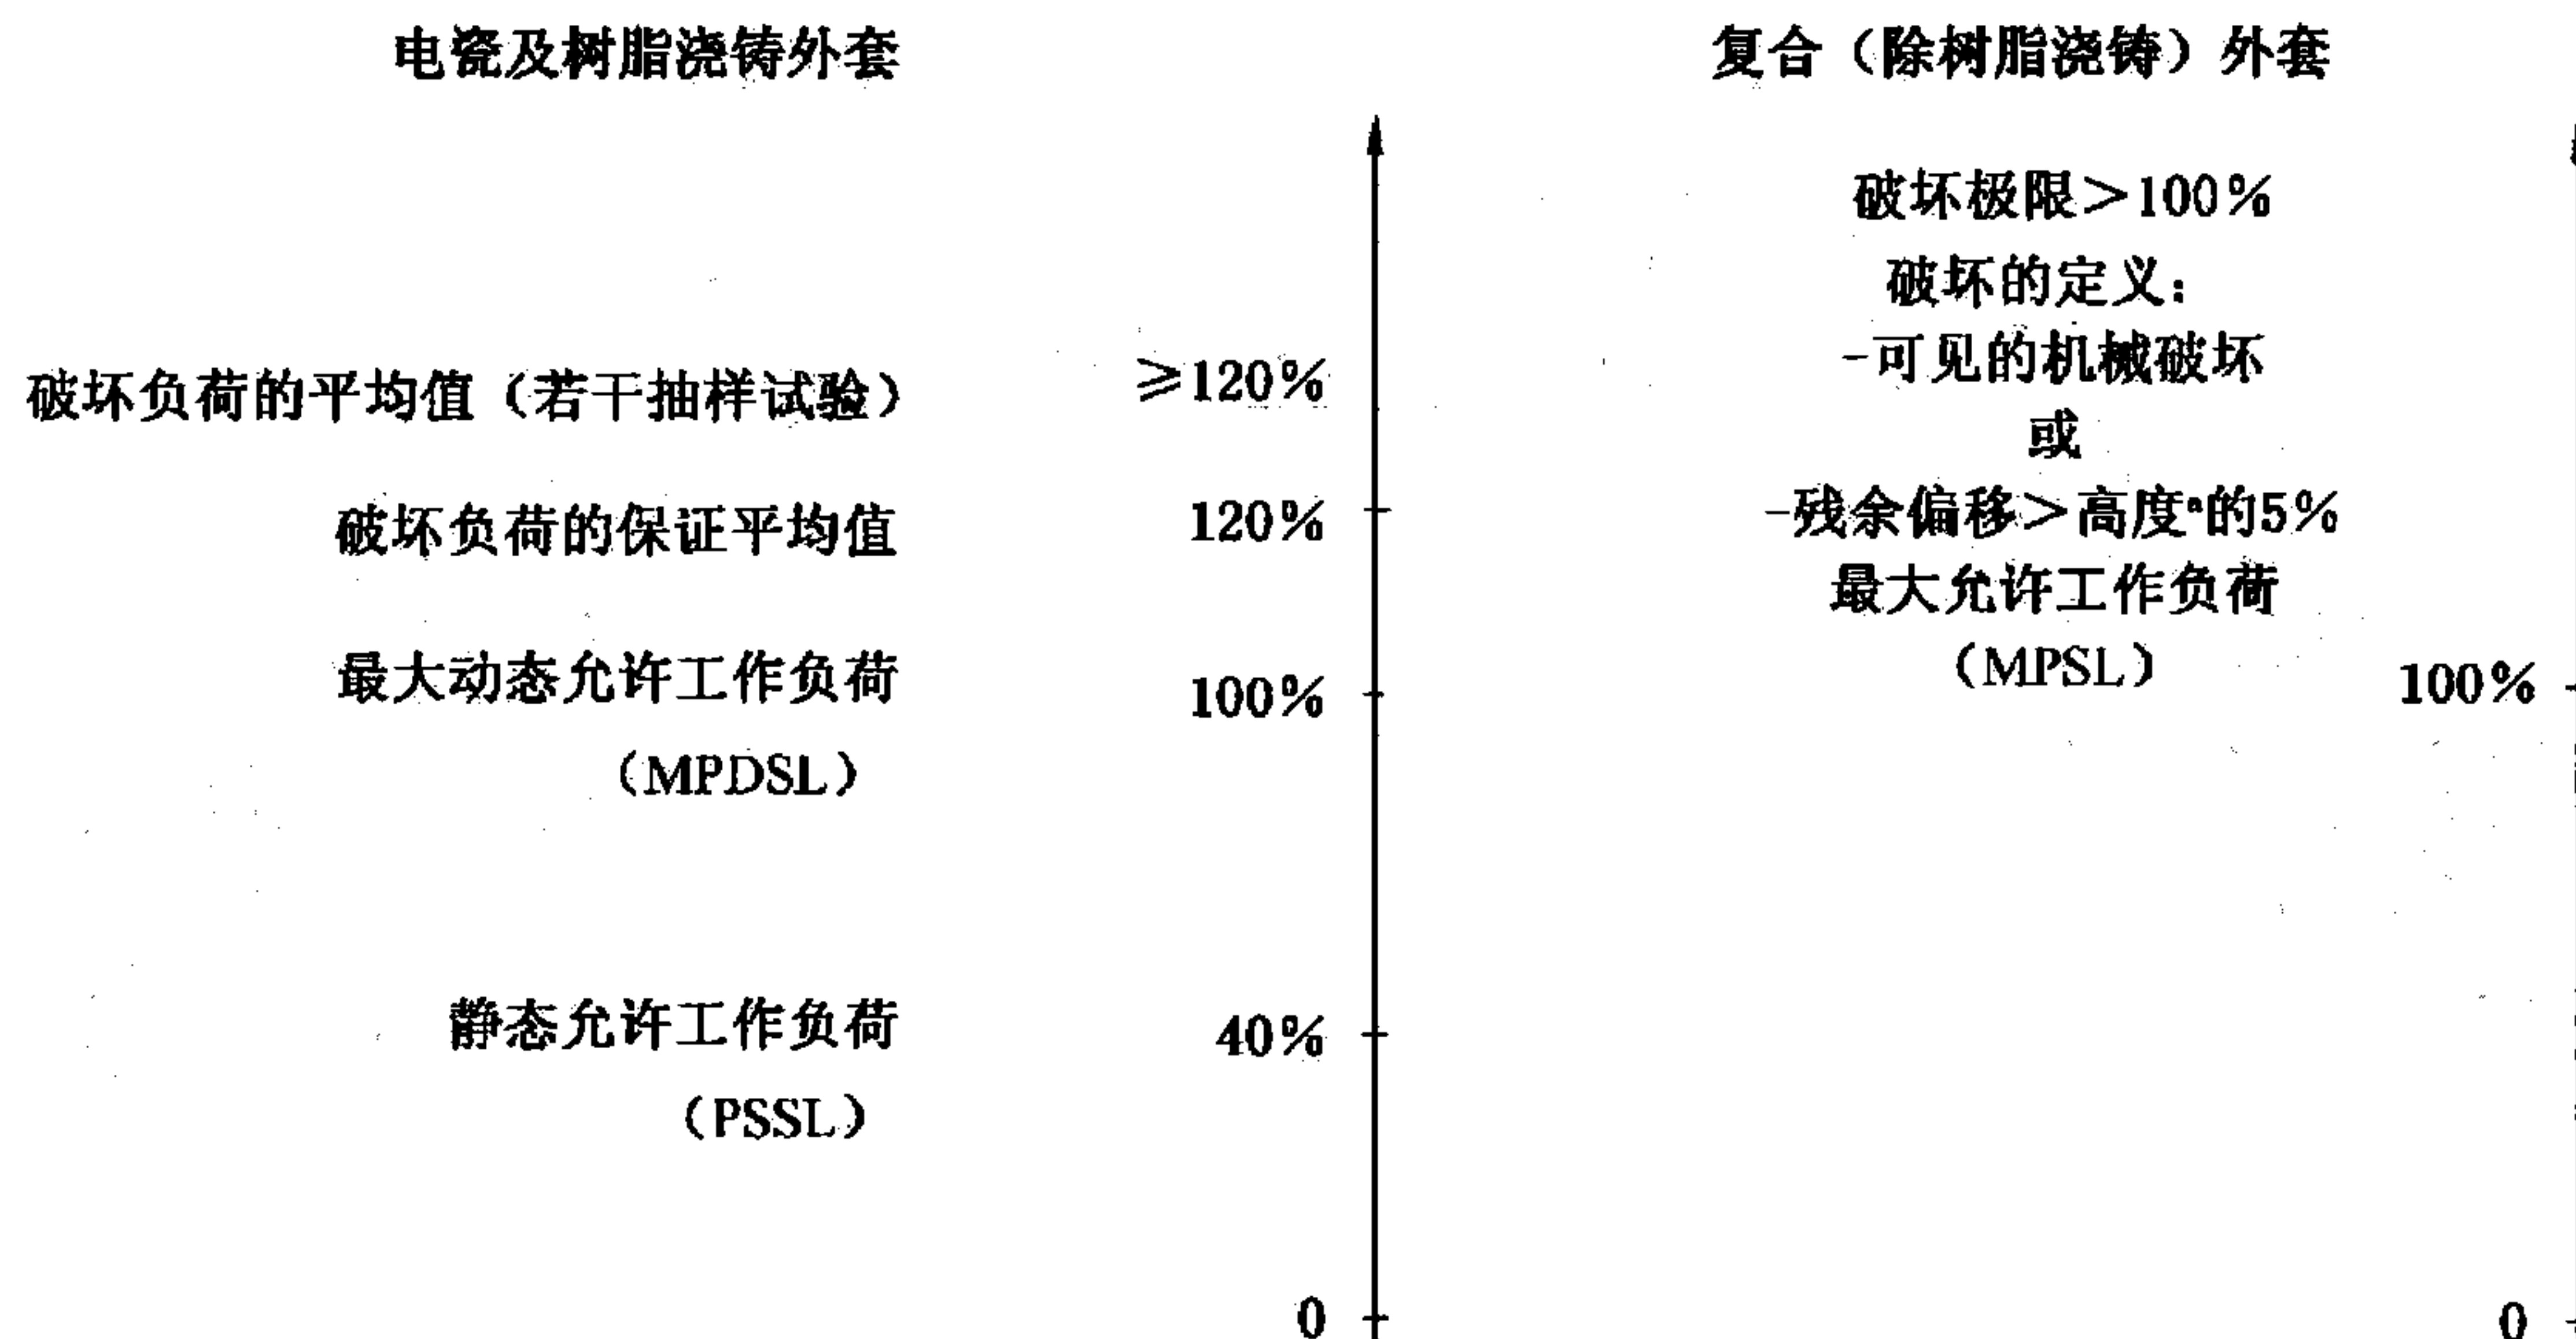 电瓷及树脂浇铸外套
破坏负荷的平均值（若干抽样试验） ≥120%
破坏负荷的保证平均值 120%
最大动态允许工作负荷 100%
（MPDSL）
静态允许工作负荷 40%
（PSSL）
0
复合（除树脂浇铸）外套
破坏极限＞100%
破坏的定义：
-可见的机械破坏
或
-残余偏移＞高度ᵃ的5%
最大允许工作负荷
（MPSL） 100%
0